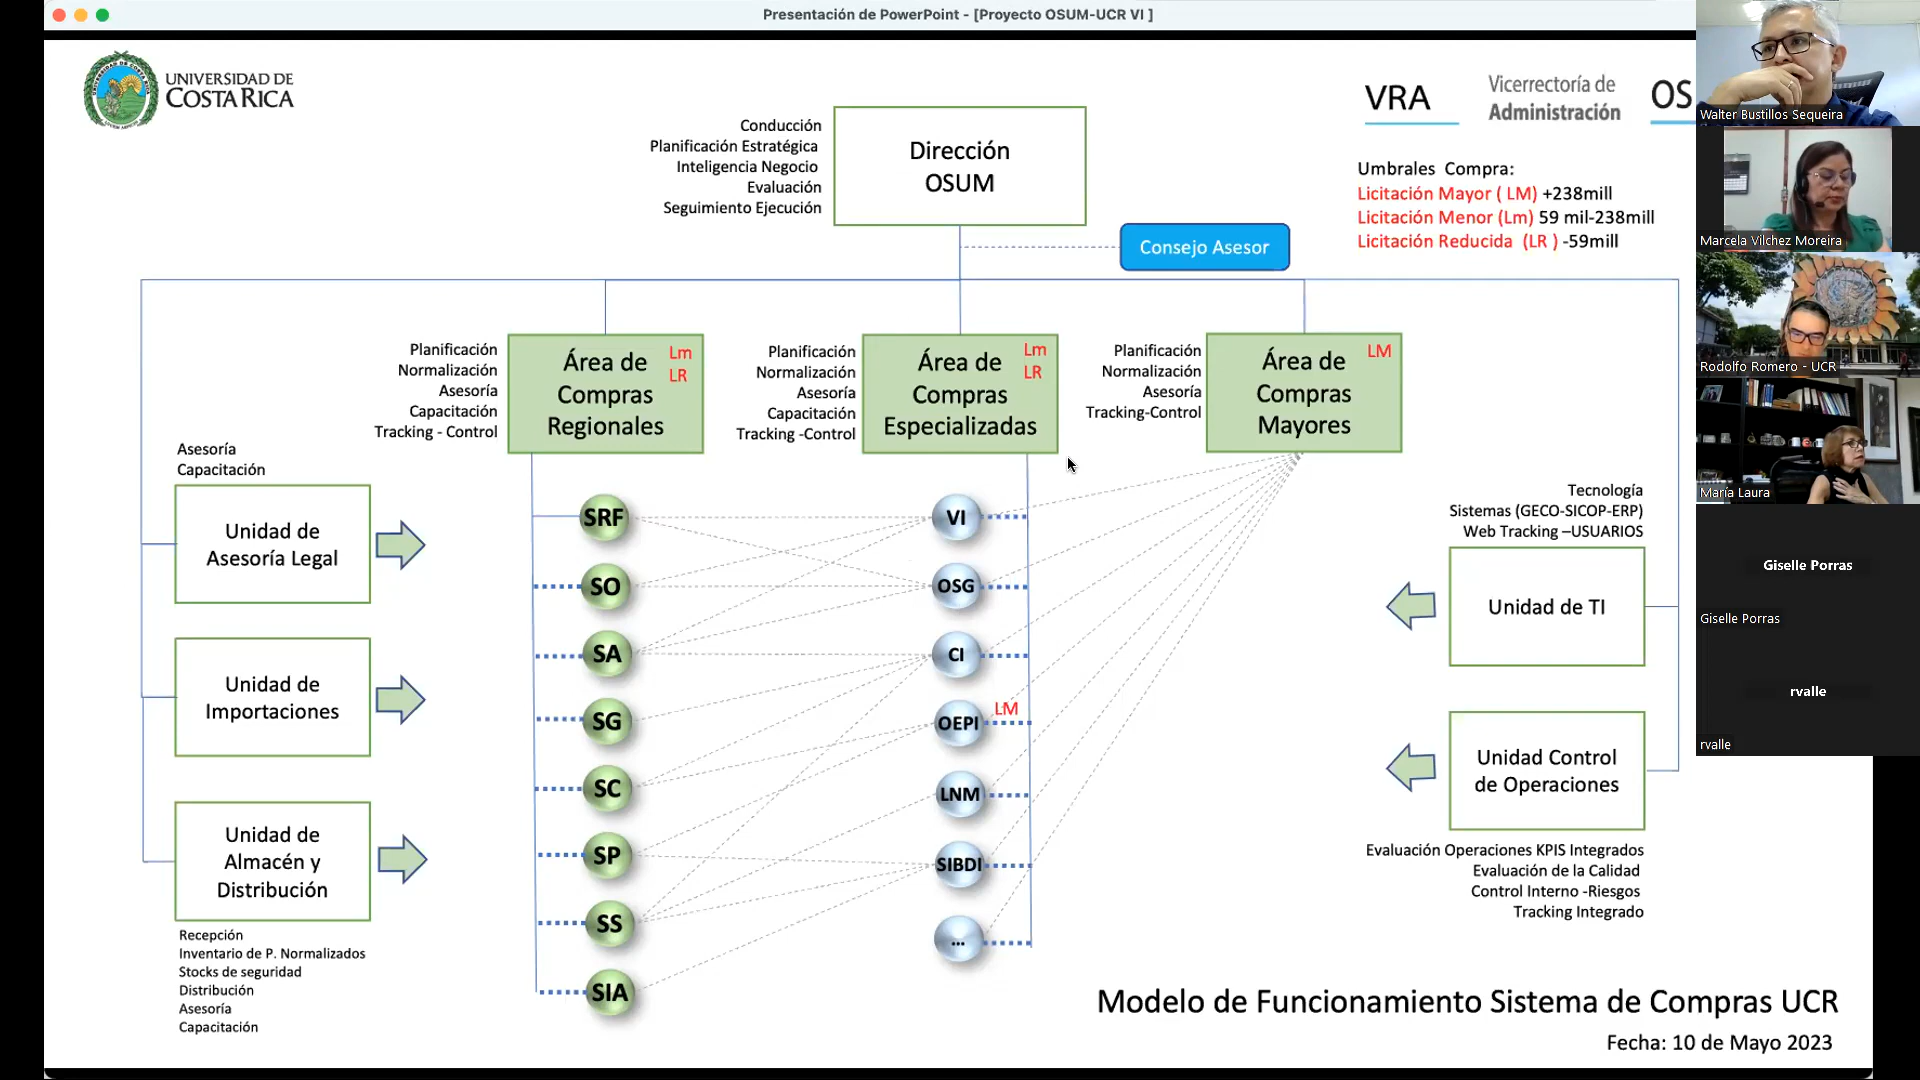 Presentación de PowerPoint - [Proyecto OSUM-UCR VI ]
UNIVERSIDAD DE
COSTA RICA
VRA
Vicerrectoría de
Administración
OS
Conducción
Planificación Estratégica
Inteligencia Negocio
Evaluación
Seguimiento Ejecución
Dirección
OSUM
Consejo Asesor
Umbrales Compra:
Licitación Mayor ( LM) +238mill
Licitación Menor (Lm) 59 mil-238mill
Licitación Reducida (LR ) -59mill
Planificación
Normalización
Asesoría
Capacitación
Tracking - Control
Área de
Compras
Regionales
Lm
LR
Planificación
Normalización
Asesoría
Capacitación
Tracking -Control
Área de
Compras
Especializadas
Lm
LR
Planificación
Normalización
Asesoría
Tracking-Control
Área de
Compras
Mayores
LM
Asesoría
Capacitación
Unidad de
Asesoría Legal
Unidad de
Importaciones
Unidad de
Almacén y
Distribución
Recepción
Inventario de P. Normalizados
Stocks de seguridad
Distribución
Asesoría
Capacitación
SRF
SO
SA
SG
SC
SP
SS
SIA
VI
OSG
CI
OEPI
LM
LNM
SIBDI
...
Tecnología
Sistemas (GECO-SICOP-ERP)
Web Tracking –USUARIOS
Unidad de TI
Unidad Control
de Operaciones
Evaluación Operaciones KPIS Integrados
Evaluación de la Calidad
Control Interno -Riesgos
Tracking Integrado
Modelo de Funcionamiento Sistema de Compras UCR
Fecha: 10 de Mayo 2023
Walter Bustillos Sequeira
Marcela Vilchez Moreira
Rodolfo Romero - UCR
María Laura
Giselle Porras
Giselle Porras
rvalle
rvalle